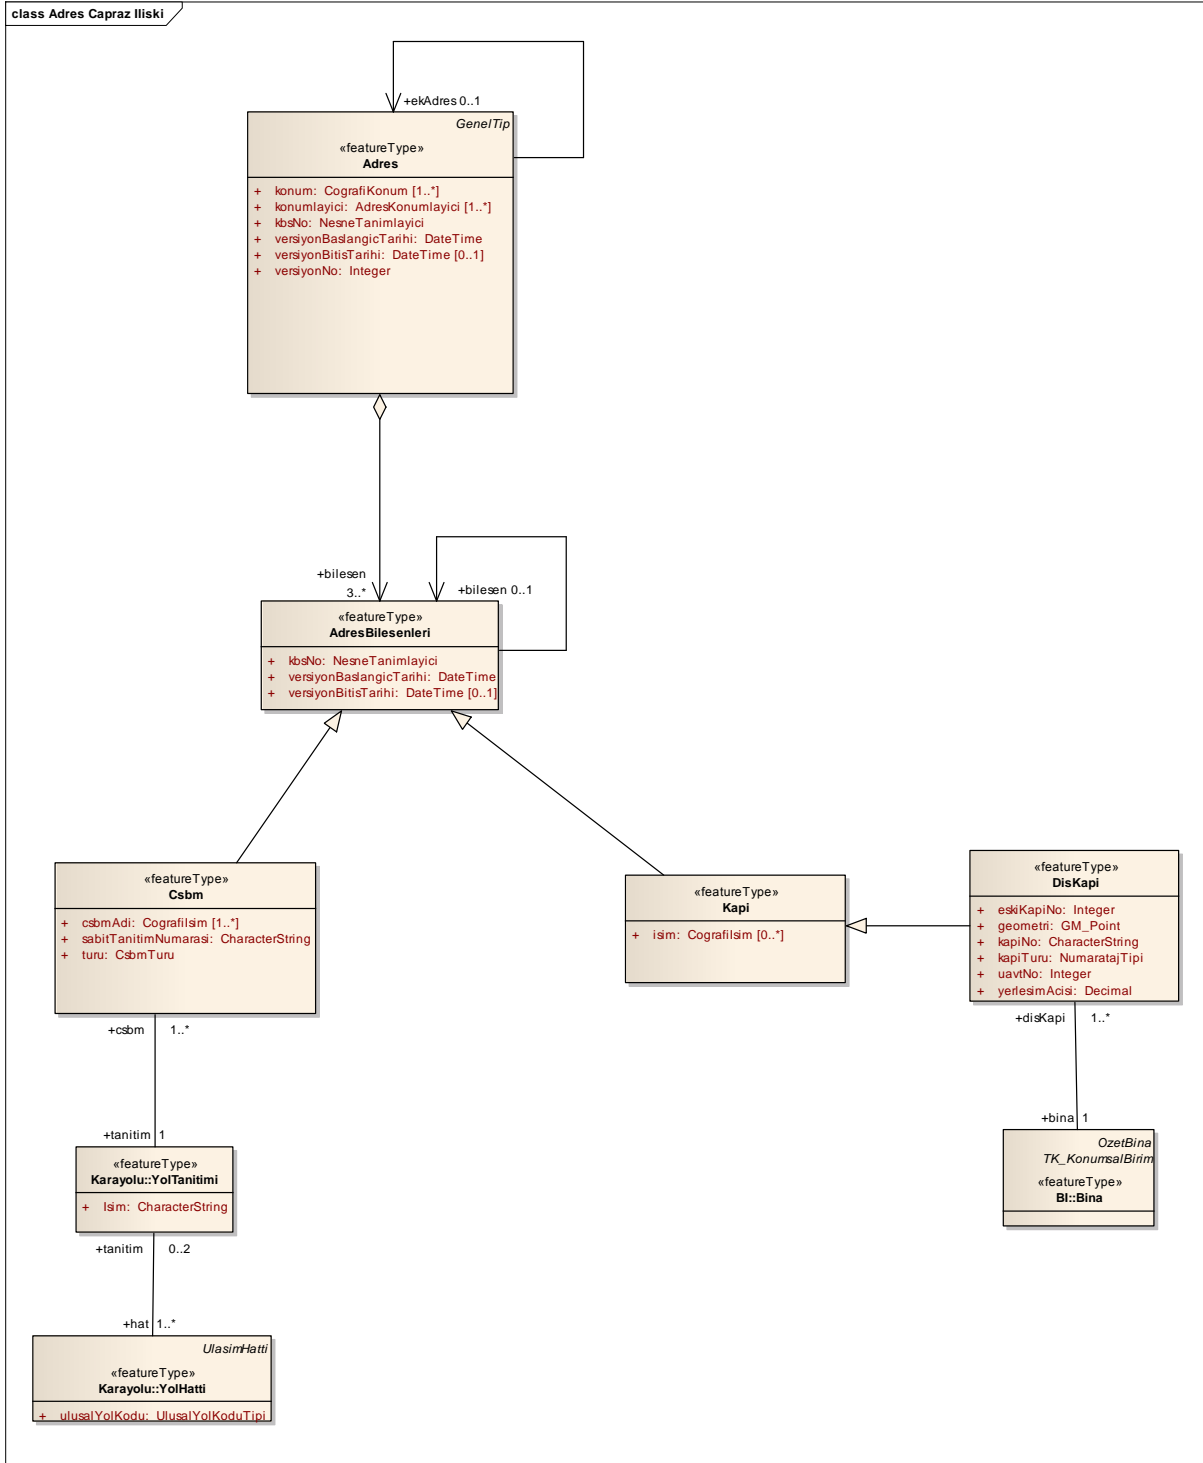 class Adres Capraz Iliski
+ekAdres 0..1
GenelTip
«featureType»
Adres
+ konum: CografiKonum [1..*]
+ konumlayici: AdresKonumlayici [1..*]
+ kbsNo: NesneTanimlayici
+ versiyonBaslangicTarihi: DateTime
+ versiyonBitisTarihi: DateTime [0..1]
+ versiyonNo: Integer
+bilesen
3..*
+bilesen 0..1
«featureType»
AdresBilesenleri
+ kbsNo: NesneTanimlayici
+ versiyonBaslangicTarihi: DateTime
+ versiyonBitisTarihi: DateTime [0..1]
«featureType»
Csbm
+ csbmAdi: CografiIsim [1..*]
+ sabitTanitimNumarasi: CharacterString
+ turu: CsbmTuru
«featureType»
Kapi
+ isim: CografiIsim [0..*]
«featureType»
DisKapi
+ eskiKapiNo: Integer
+ geometri: GM_Point
+ kapiNo: CharacterString
+ kapiTuru: NumaratajTipi
+ uavtNo: Integer
+ yerlesimAcisi: Decimal
+csbm 1..*
+disKapi 1..*
+tanitim 1
+bina 1
«featureType»
Karayolu::YolTanitimi
+ Isim: CharacterString
OzetBina
TK_KonumsalBirim
«featureType»
BI::Bina
+tanitim 0..2
+hat 1..*
UlasimHatti
«featureType»
Karayolu::YolHatti
+ ulusalYolKodu: UlusalYolKoduTipi